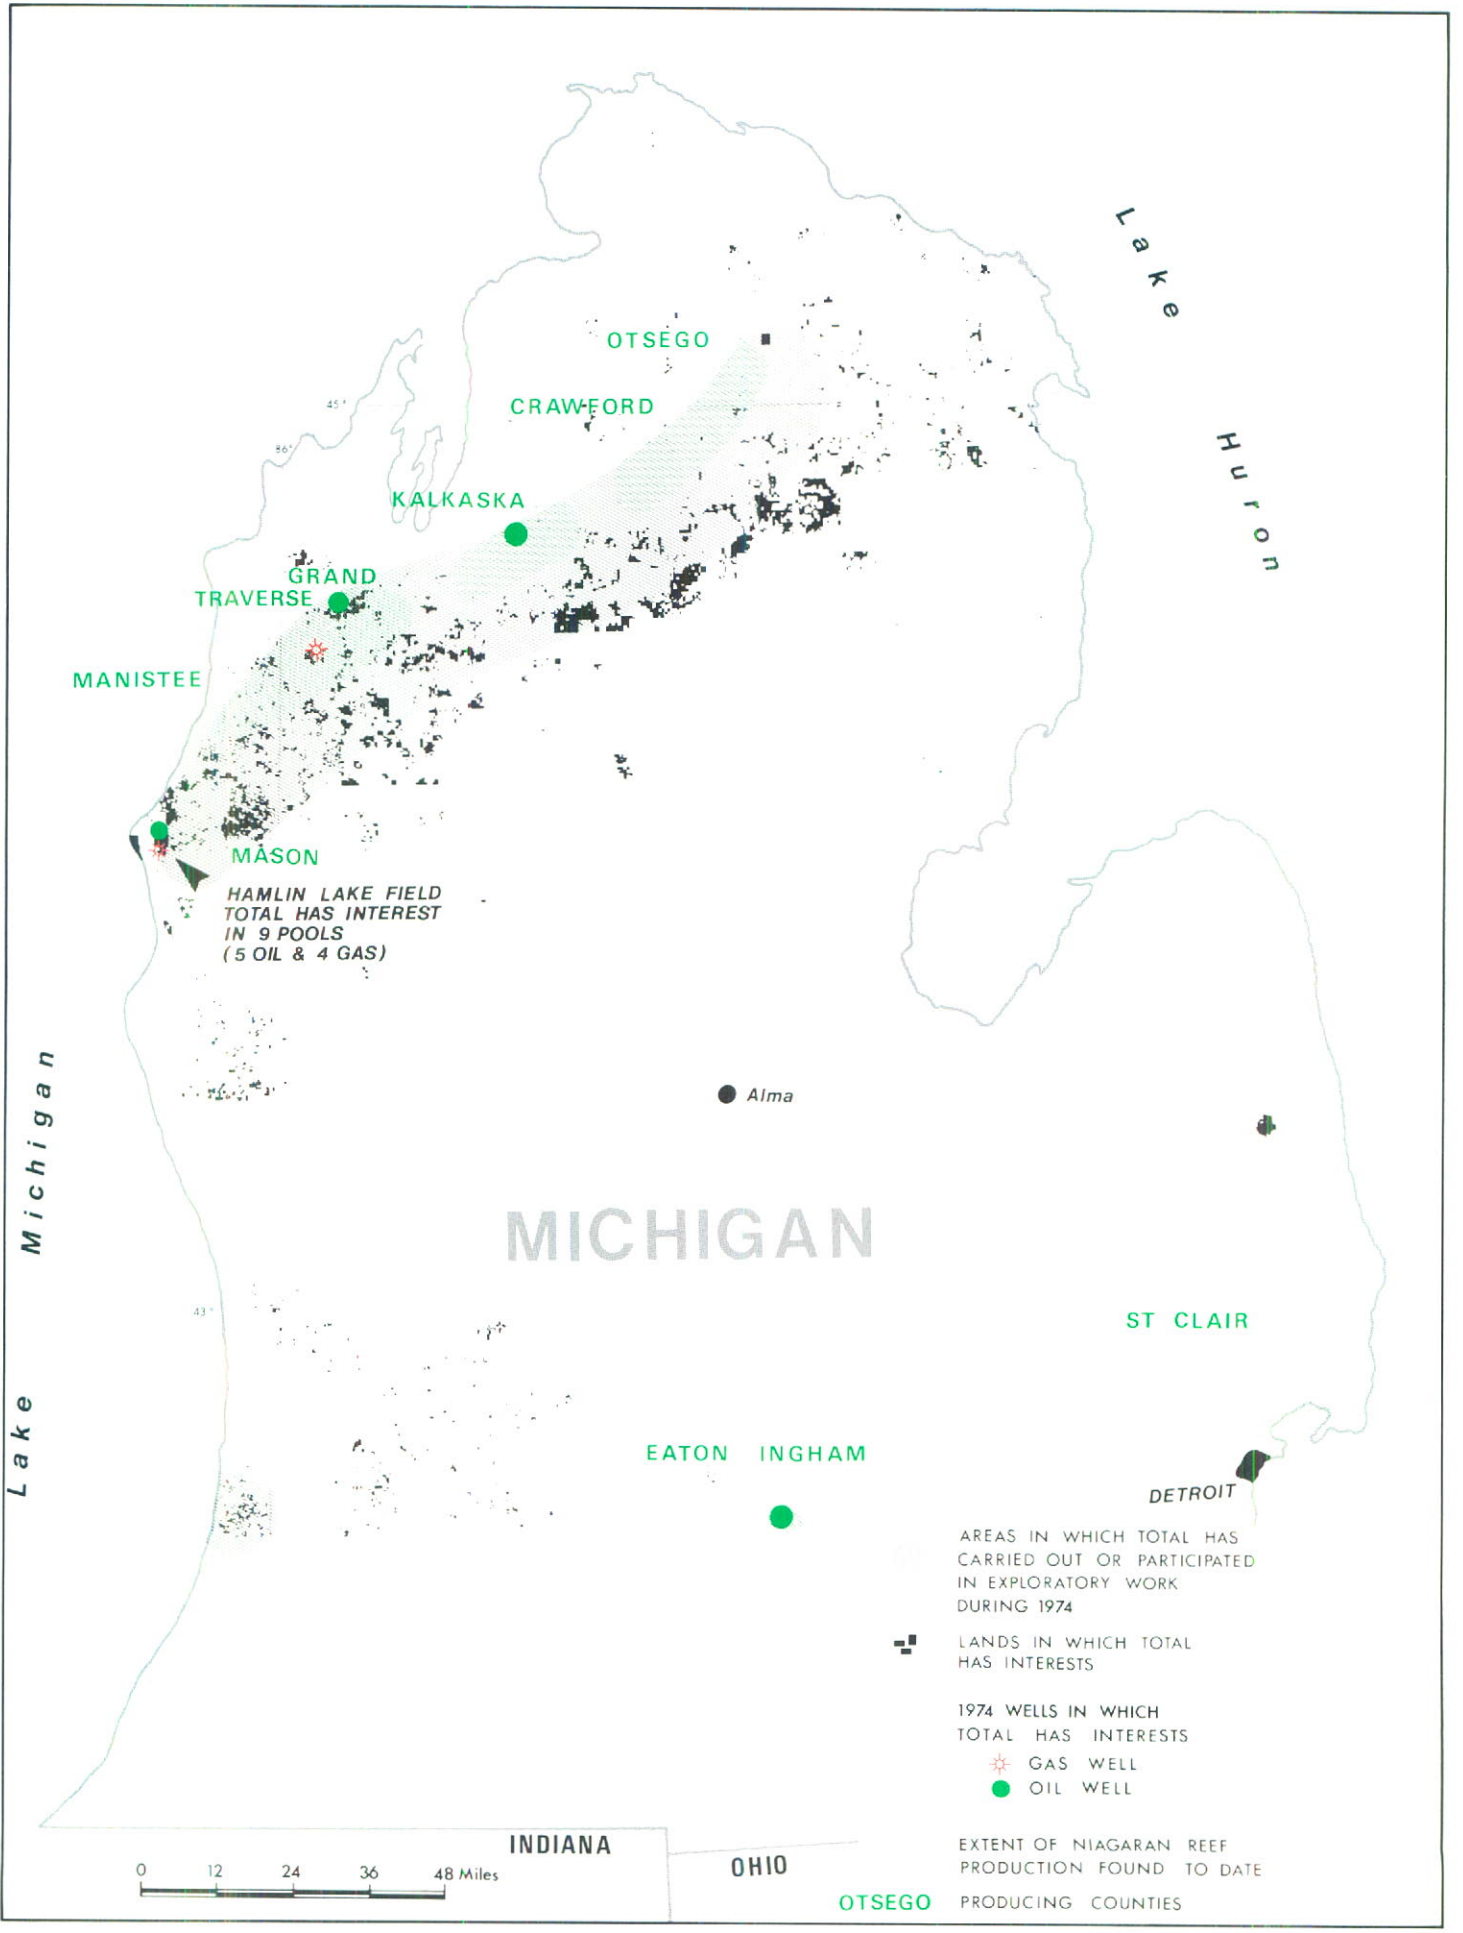 Lake
Huron
OTSEGO
45°
CRAWFORD
86°
KALKASKA
GRAND
TRAVERSE
MANISTEE
MASON
HAMLIN LAKE FIELD
TOTAL HAS INTEREST
IN 9 POOLS
(5 OIL & 4 GAS)
Lake Michigan
Alma
MICHIGAN
43°
ST CLAIR
EATON INGHAM
DETROIT
AREAS IN WHICH TOTAL HAS
CARRIED OUT OR PARTICIPATED
IN EXPLORATORY WORK
DURING 1974
LANDS IN WHICH TOTAL
HAS INTERESTS
1974 WELLS IN WHICH
TOTAL HAS INTERESTS
GAS WELL
OIL WELL
EXTENT OF NIAGARAN REEF
PRODUCTION FOUND TO DATE
OTSEGO PRODUCING COUNTIES
INDIANA
OHIO
0 12 24 36 48 Miles